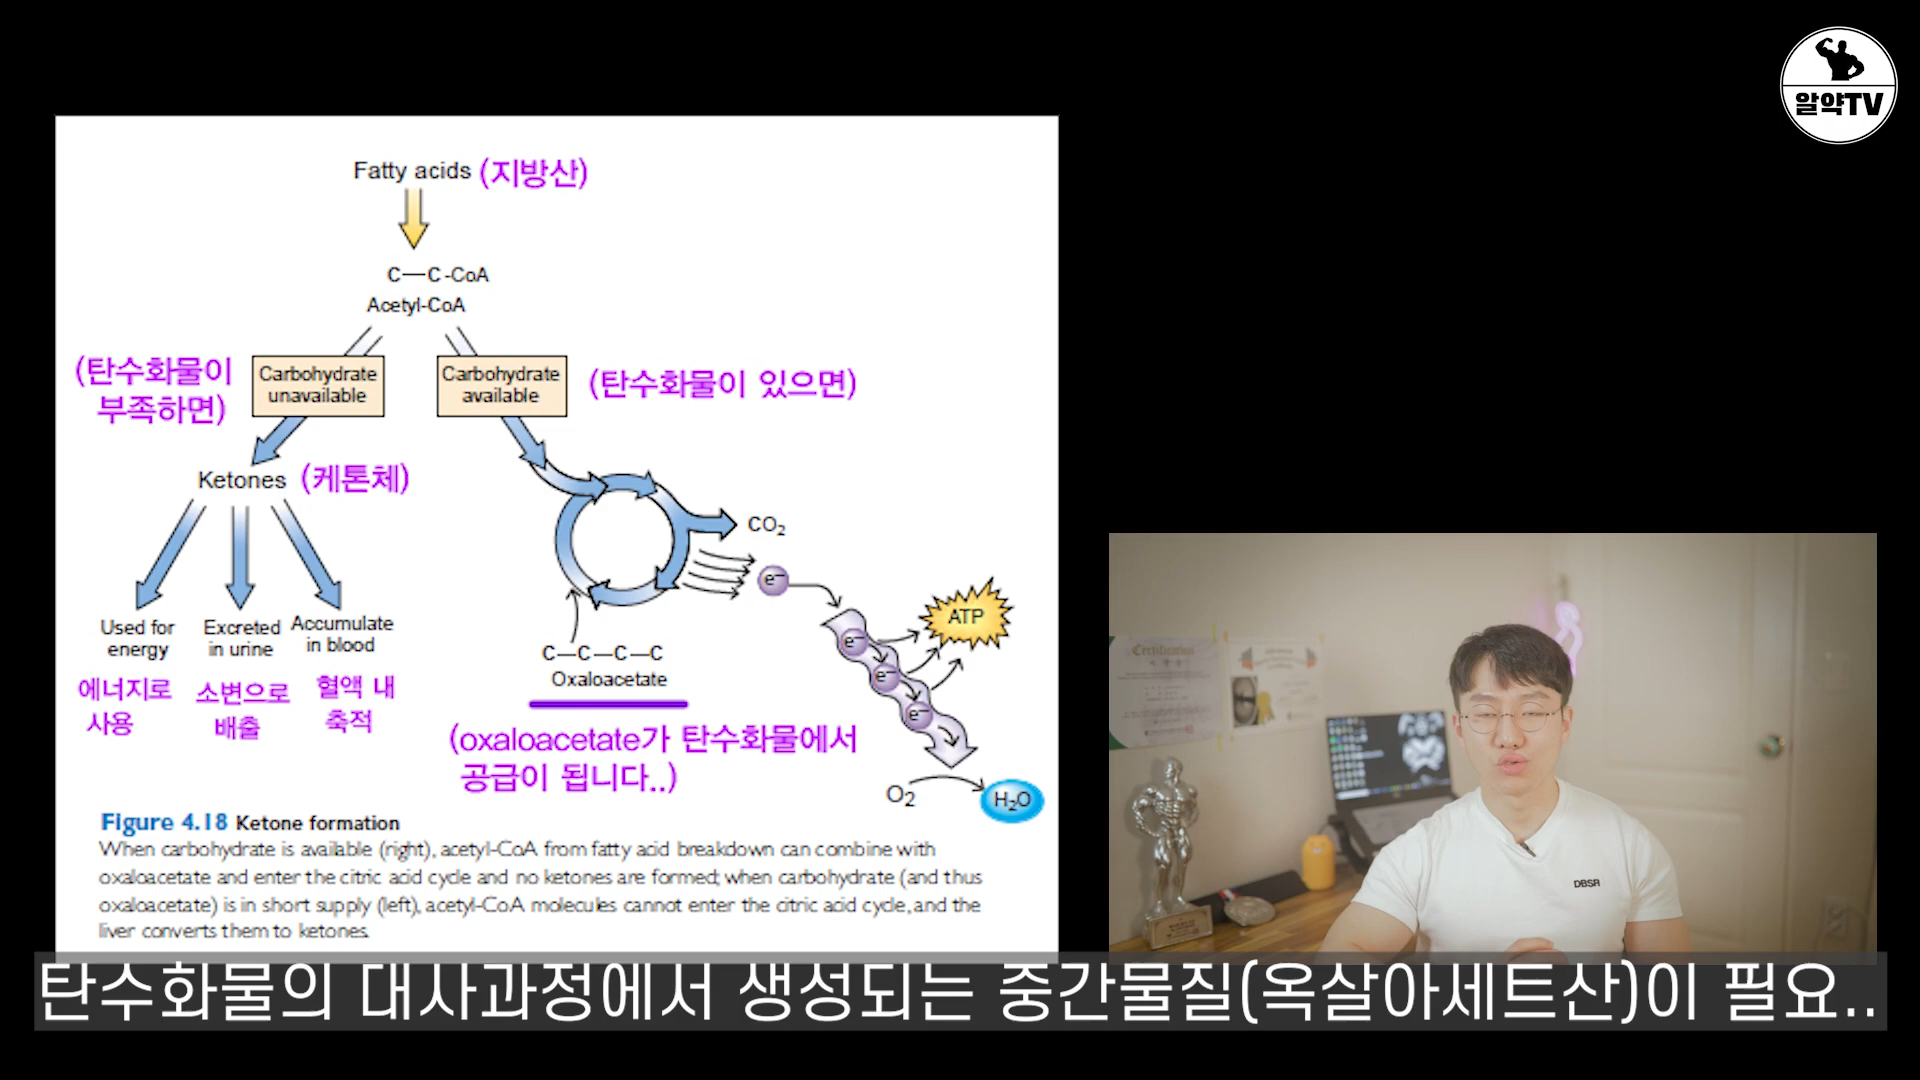 알약TV
Fatty acids (지방산)
C—C-CoA
Acetyl-CoA
(탄수화물이
부족하면)
Carbohydrate
unavailable
Carbohydrate
available
(탄수화물이 있으면)
Ketones (케톤체)
CO₂
e⁻
ATP
e⁻
e⁻
e⁻
Used for
energy
Excreted
in urine
Accumulate
in blood
에너지로
사용
소변으로
배출
혈액 내
축적
C—C—C—C
Oxaloacetate
(oxaloacetate가 탄수화물에서
공급이 됩니다..)
O₂
H₂O
Figure 4.18 Ketone formation
When carbohydrate is available (right), acetyl-CoA from fatty acid breakdown can combine with
oxaloacetate and enter the citric acid cycle and no ketones are formed; when carbohydrate (and thus
oxaloacetate) is in short supply (left), acetyl-CoA molecules cannot enter the citric acid cycle, and the
liver converts them to ketones.
Certification
DBSR
탄수화물의 대사과정에서 생성되는 중간물질(옥살아세트산)이 필요..